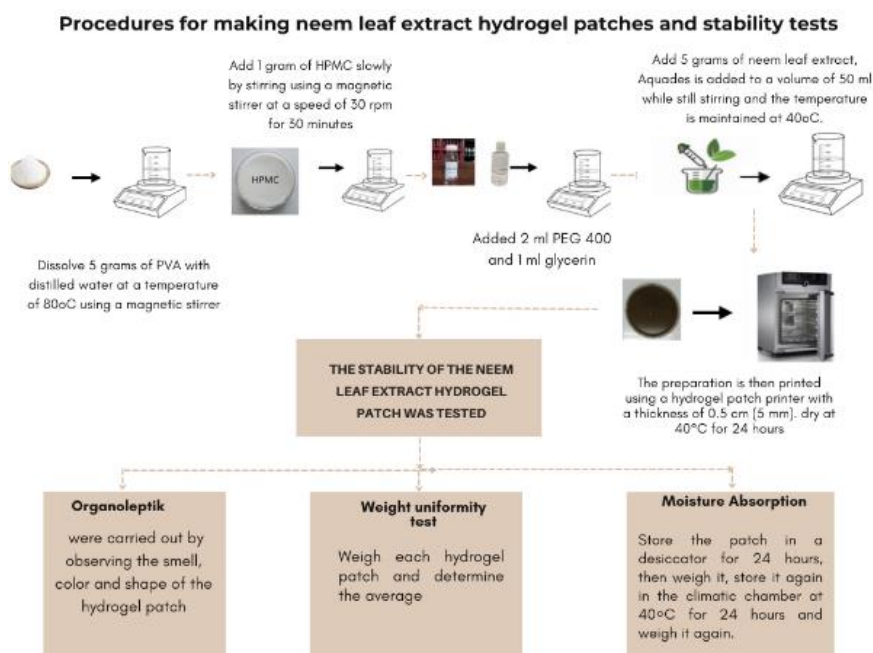 Procedures for making neem leaf extract hydrogel patches and stability tests
Add 1 gram of HPMC slowly
by stirring using a magnetic
stirrer at a speed of 30 rpm
for 30 minutes
Add 5 grams of neem leaf extract,
Aquades is added to a volume of 50 ml
while still stirring and the temperature
is maintained at 40oC.
HPMC
Dissolve 5 grams of PVA with
distilled water at a temperature
of 80oC using a magnetic stirrer
Added 2 ml PEG 400
and 1 ml glycerin
The preparation is then printed
using a hydrogel patch printer with
a thickness of 0.5 cm (5 mm). dry at
40°C for 24 hours
THE STABILITY OF THE NEEM
LEAF EXTRACT HYDROGEL
PATCH WAS TESTED
Organoleptik
were carried out by
observing the smell,
color and shape of the
hydrogel patch
Weight uniformity
test
Weigh each hydrogel
patch and determine
the average
Moisture Absorption
Store the patch in a
desiccator for 24 hours,
then weigh it, store it again
in the climatic chamber at
40ºC for 24 hours and
weigh it again.